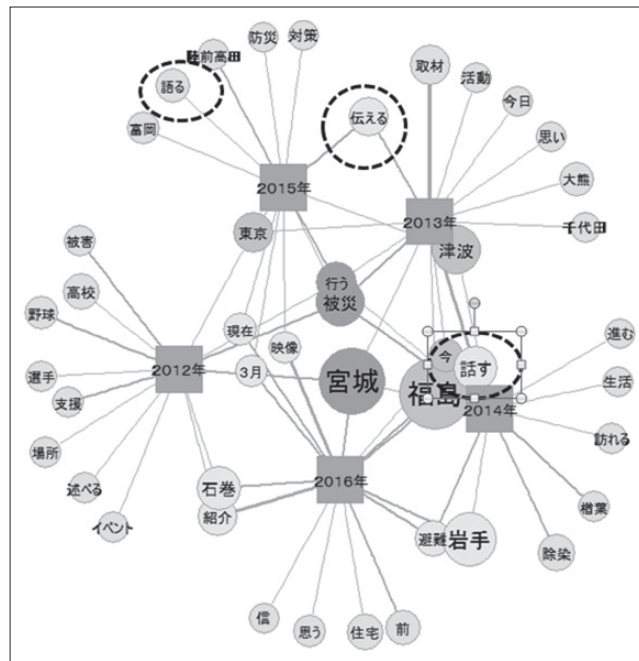 防災
対策
陸前高田
語る
取材
活動
伝える
今日
富岡
思い
大熊
2015年
2013年
千代田
東京
津波
被害
行う
被災
高校
野球
現在
映像
今
進む
2012年
3月
宮城
話す
選手
福島
生活
支援
2014年
訪れる
場所
述べる
石巻
2016年
楢葉
イベント
紹介
避難
岩手
除染
信
思う
住宅
前